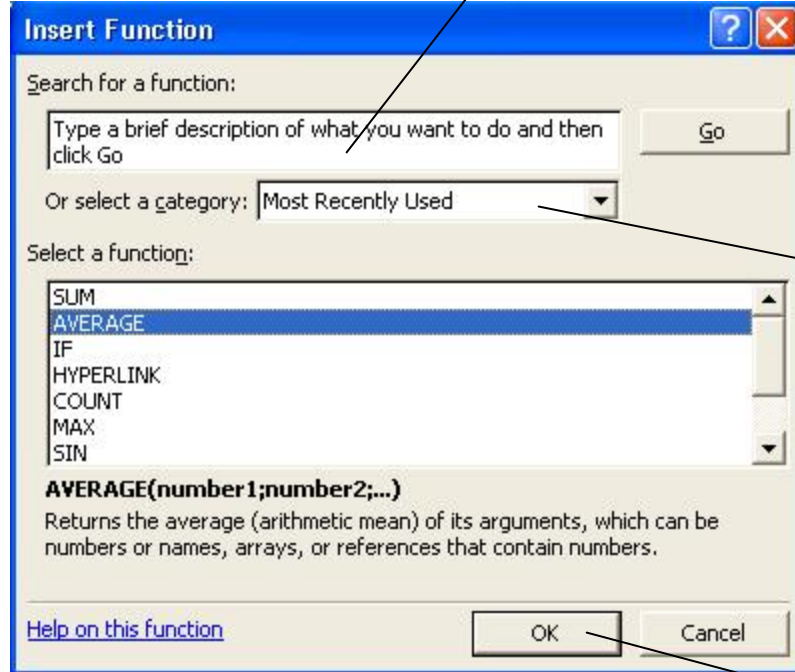 Insert Function
?
Search for a function:
Type a brief description of what you want to do and then
click Go
Go
Or select a category: Most Recently Used
Select a function:
SUM
AVERAGE
IF
HYPERLINK
COUNT
MAX
SIN
AVERAGE(number1;number2;...)
Returns the average (arithmetic mean) of its arguments, which can be
numbers or names, arrays, or references that contain numbers.
Help on this function
OK
Cancel